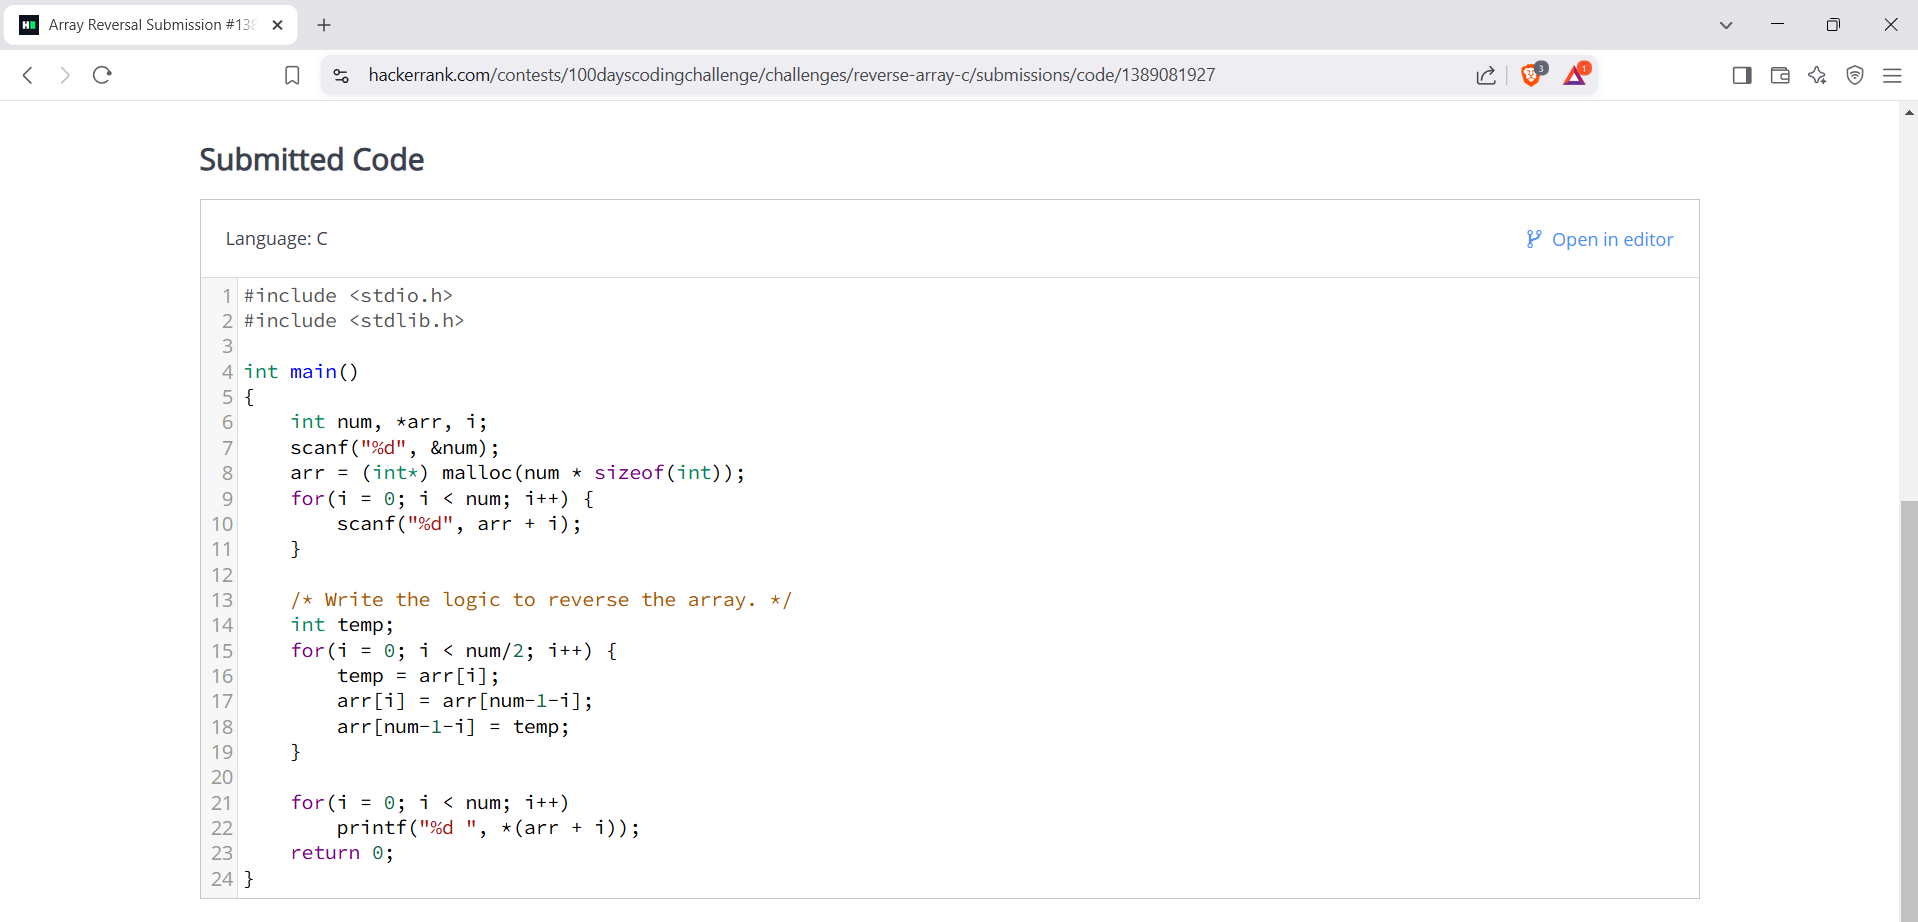 Array Reversal Submission #138
hackerrank.com/contests/100dayscodingchallenge/challenges/reverse-array-c/submissions/code/1389081927
3
1
Submitted Code
Language: C
Open in editor
1 #include <stdio.h>
2 #include <stdlib.h>
3
4 int main()
5 {
6     int num, *arr, i;
7     scanf("%d", &num);
8     arr = (int*) malloc(num * sizeof(int));
9     for(i = 0; i < num; i++) {
10         scanf("%d", arr + i);
11     }
12
13     /* Write the logic to reverse the array. */
14     int temp;
15     for(i = 0; i < num/2; i++) {
16         temp = arr[i];
17         arr[i] = arr[num-1-i];
18         arr[num-1-i] = temp;
19     }
20
21     for(i = 0; i < num; i++)
22         printf("%d ", *(arr + i));
23     return 0;
24 }